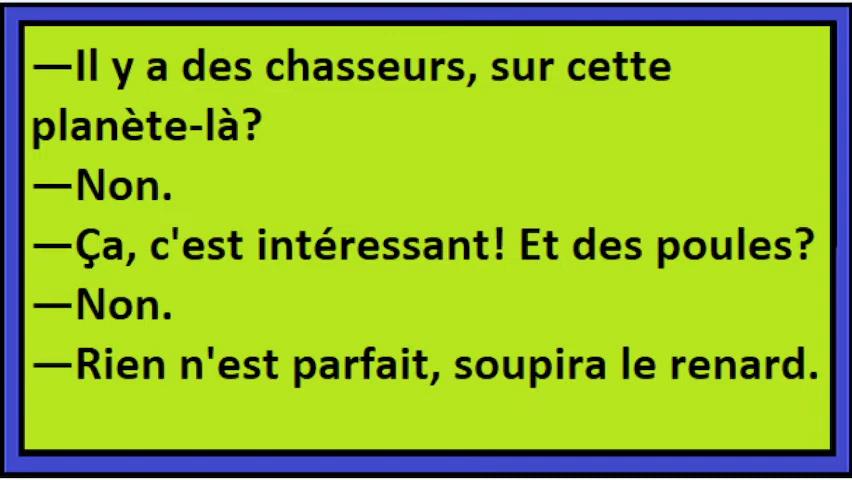 —Il y a des chasseurs, sur cette
planète-là?
—Non.
—Ça, c'est intéressant! Et des poules?
—Non.
—Rien n'est parfait, soupira le renard.